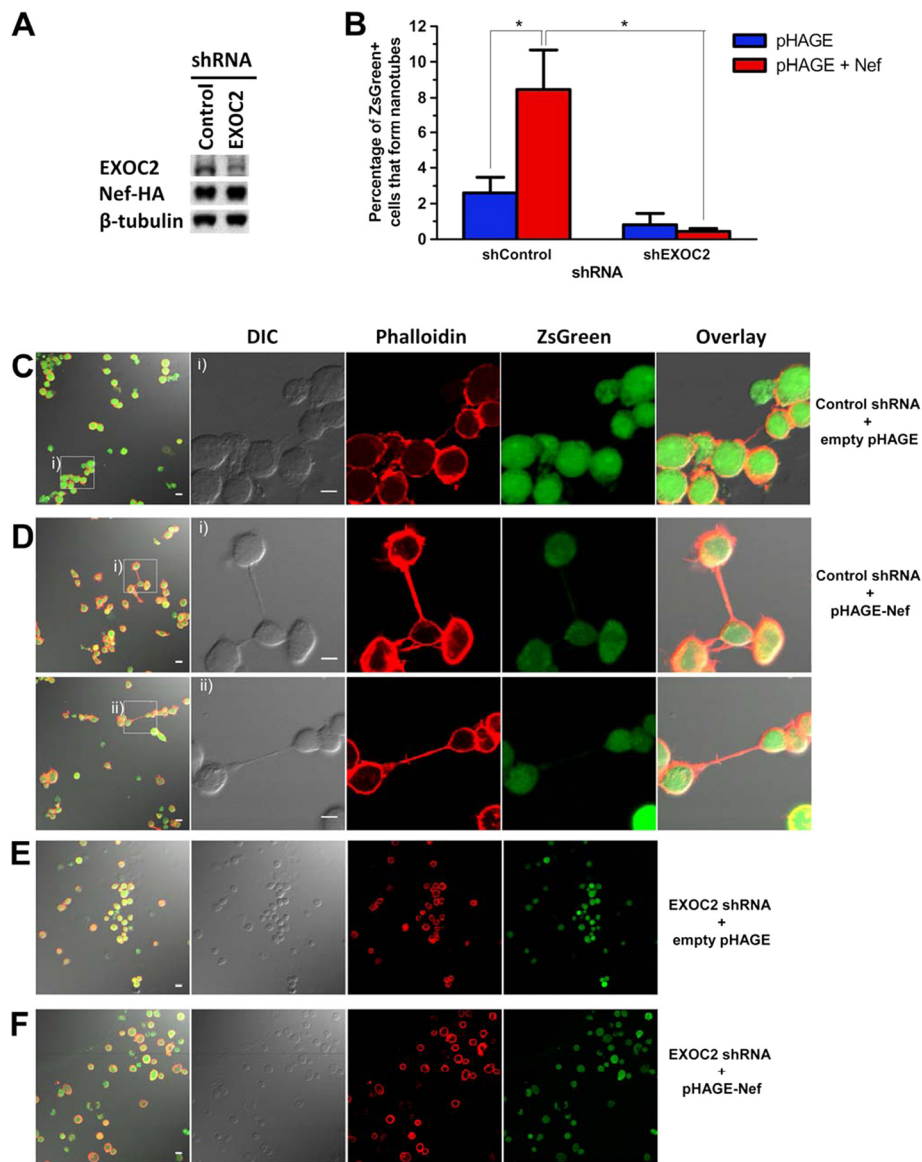 A
shRNA
Control
EXOC2
EXOC2
Nef-HA
β-tubulin
B
Percentage of ZsGreen+
cells that form nanotubes
12
10
8
6
4
2
0
*
*
pHAGE
pHAGE + Nef
shControl
shEXOC2
shRNA
DIC
Phalloidin
ZsGreen
Overlay
C
i)
i)
Control shRNA
+
empty pHAGE
D
i)
i)
Control shRNA
+
pHAGE-Nef
ii)
ii)
E
EXOC2 shRNA
+
empty pHAGE
F
EXOC2 shRNA
+
pHAGE-Nef